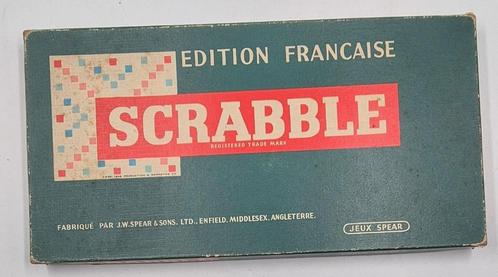 EDITION FRANCAISE
SCRABBLE
REGISTERED TRADE MARK
FABRIQUÉ PAR J.W. SPEAR & SONS. LTD., ENFIELD, MIDDLESEX, ANGLETERRE.
JEUX SPEAR